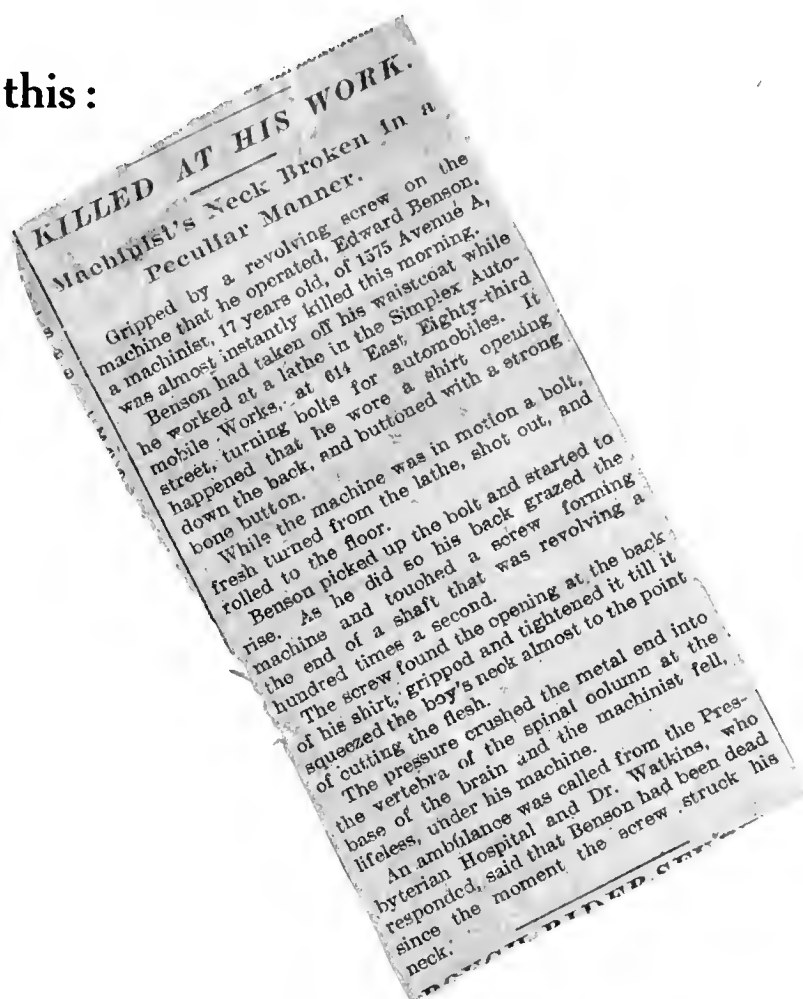 this:
KILLED AT HIS WORK.
Machinist's Neck Broken in a
Peculiar Manner.
Gripped by a revolving screw on the
machine that he operated, Edward Benson,
a machinist, 17 years old, of 1375 Avenue A,
was almost instantly killed this morning.
Benson had taken off his waistcoat while
he worked at a lathe in the Simplex Auto-
mobile Works, at 614 East Eighty-third
street, turning bolts for automobiles. It
happened that he wore a shirt opening
down the back, and buttoned with a strong
bone button.
While the machine was in motion a bolt,
fresh turned from the lathe, shot out, and
rolled to the floor.
Benson picked up the bolt and started to
rise. As he did so his back grazed the
machine and touched a screw forming
the end of a shaft that was revolving a
hundred times a second.
The screw found the opening at the back
of his shirt, gripped and tightened it till it
squeezed the boy's neck almost to the point
of cutting the flesh.
The pressure crushed the metal end into
the vertebra of the spinal column at the
base of the brain and the machinist fell,
lifeless, under his machine.
An ambulance was called from the Pres-
byterian Hospital and Dr. Watkins, who
responded, said that Benson had been dead
since the moment the screw struck his
neck.